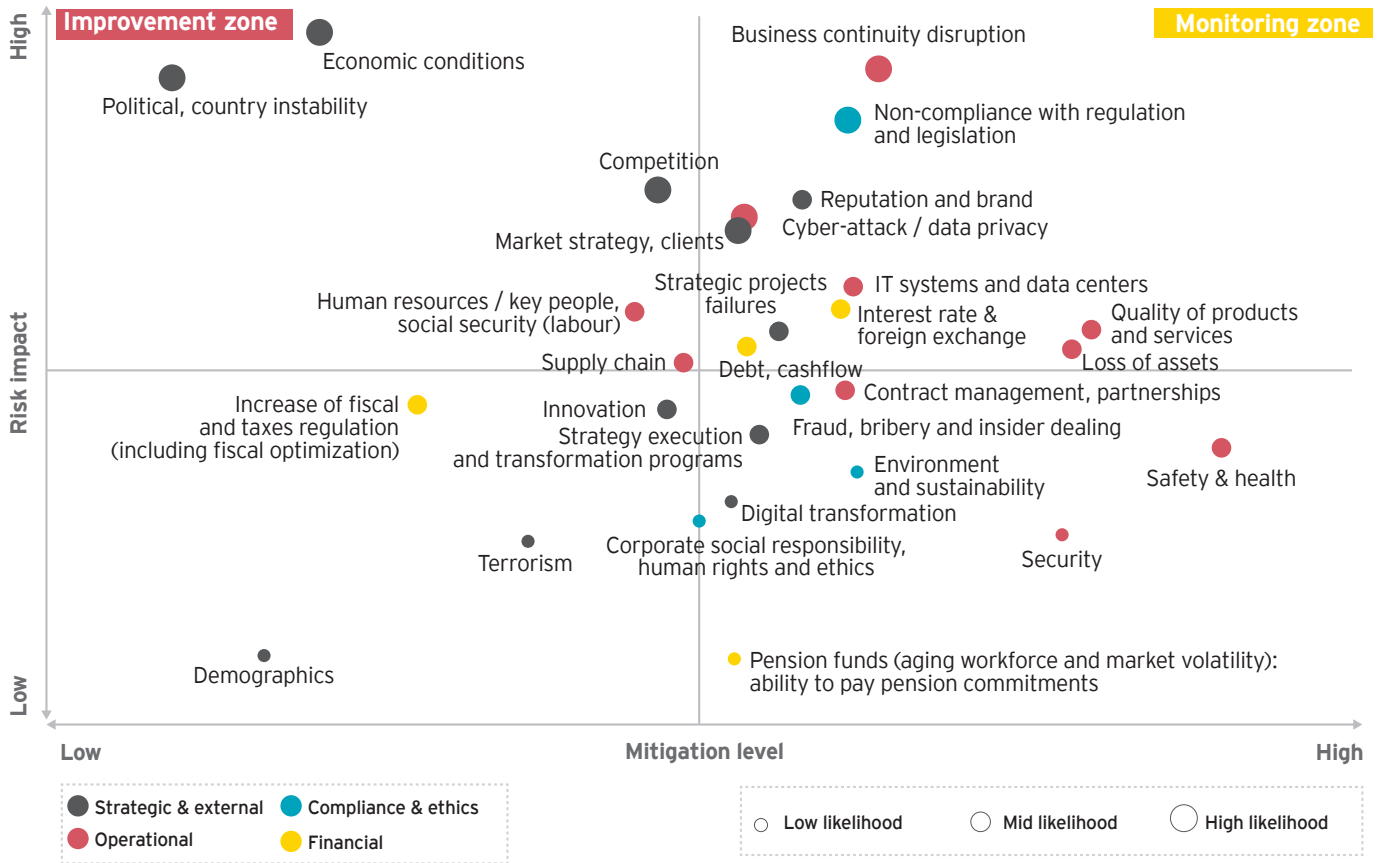 High
Improvement zone
Monitoring zone
Economic conditions
Business continuity disruption
Political, country instability
Non-compliance with regulation
and legislation
Competition
Reputation and brand
Cyber-attack / data privacy
Market strategy, clients
Strategic projects
failures
IT systems and data centers
Human resources / key people,
social security (labour)
Interest rate &
foreign exchange
Quality of products
and services
Supply chain
Debt, cashflow
Loss of assets
Risk impact
Increase of fiscal
and taxes regulation
(including fiscal optimization)
Innovation
Contract management, partnerships
Strategy execution
and transformation programs
Fraud, bribery and insider dealing
Environment
and sustainability
Safety & health
Digital transformation
Terrorism
Corporate social responsibility,
human rights and ethics
Security
Demographics
Pension funds (aging workforce and market volatility):
ability to pay pension commitments
Low
Low
Mitigation level
High
Strategic & external
Compliance & ethics
Operational
Financial
Low likelihood
Mid likelihood
High likelihood